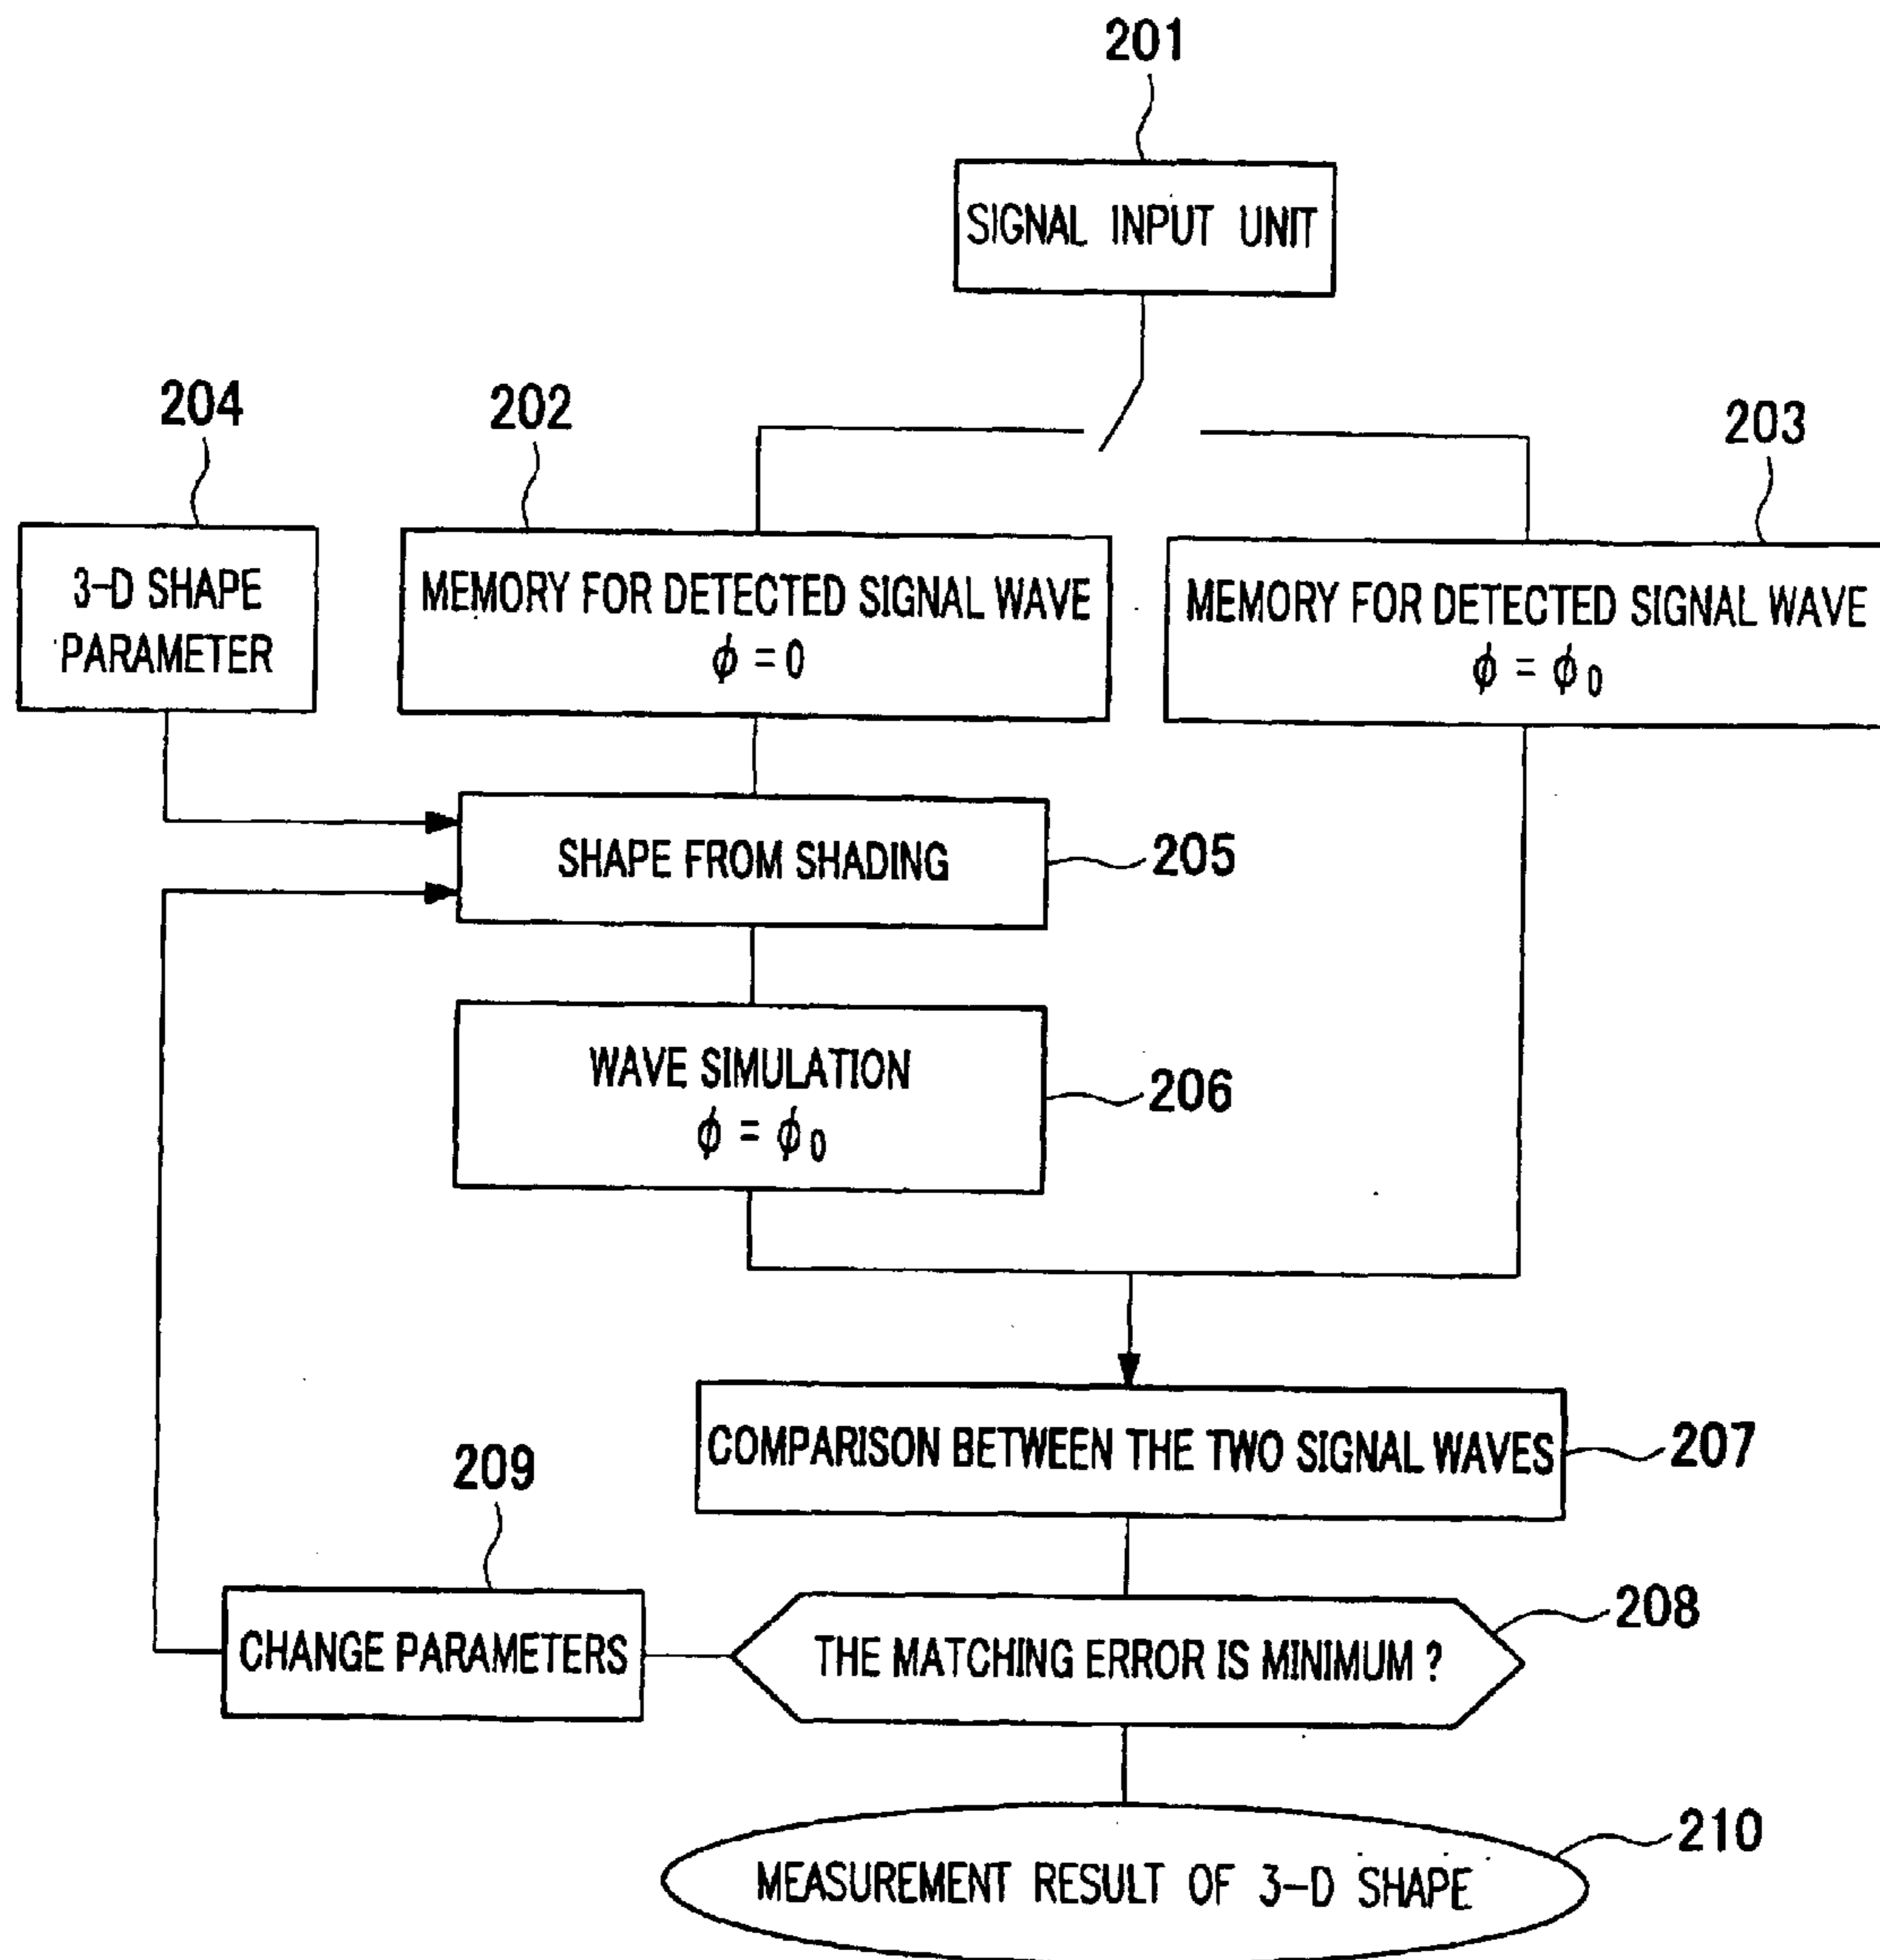 201
SIGNAL INPUT UNIT
204
202
203
3-D SHAPE
PARAMETER
MEMORY FOR DETECTED SIGNAL WAVE
ϕ = 0
MEMORY FOR DETECTED SIGNAL WAVE
ϕ = ϕ₀
SHAPE FROM SHADING
205
WAVE SIMULATION
ϕ = ϕ₀
206
COMPARISON BETWEEN THE TWO SIGNAL WAVES
207
209
CHANGE PARAMETERS
THE MATCHING ERROR IS MINIMUM ?
208
MEASUREMENT RESULT OF 3-D SHAPE
210